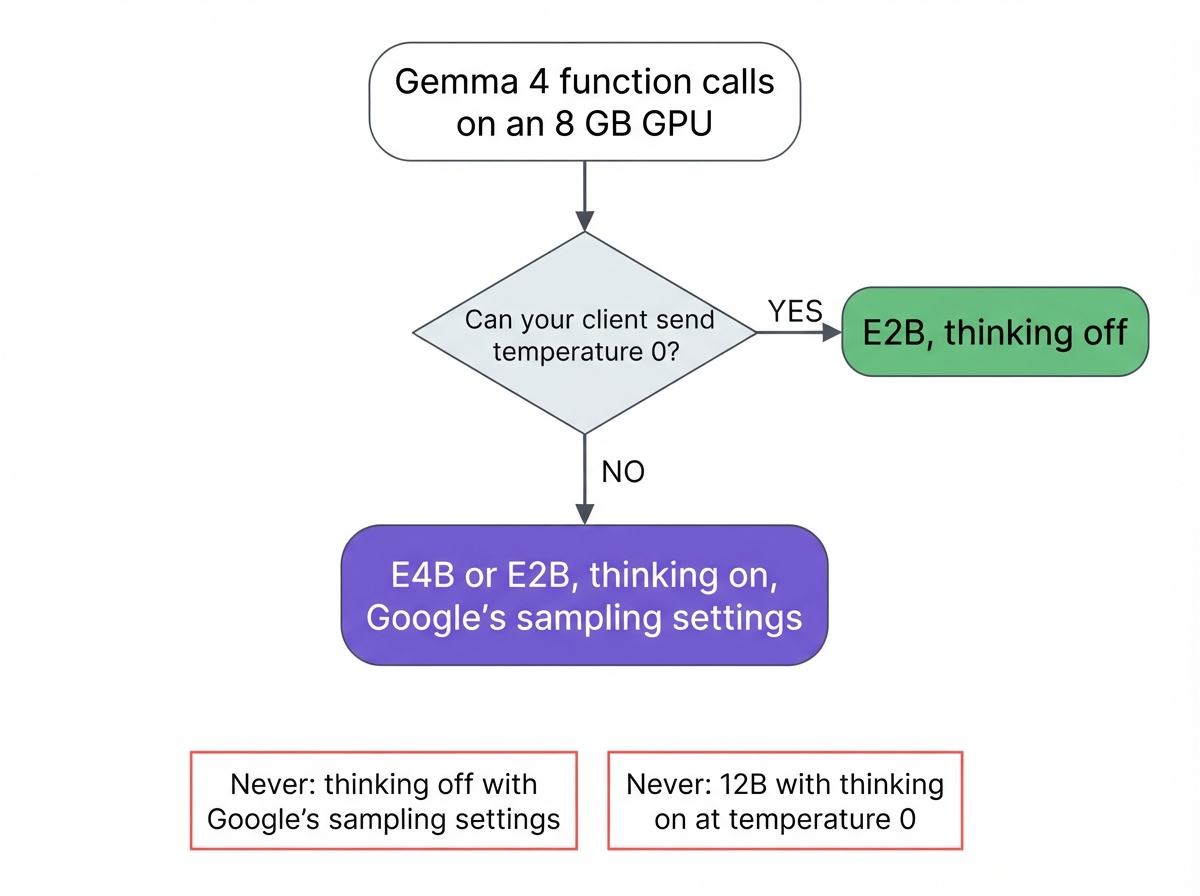 Gemma 4 function calls
on an 8 GB GPU
Can your client send
temperature 0?
YES
E2B, thinking off
NO
E4B or E2B, thinking on,
Google’s sampling settings
Never: thinking off with
Google’s sampling settings
Never: 12B with thinking
on at temperature 0